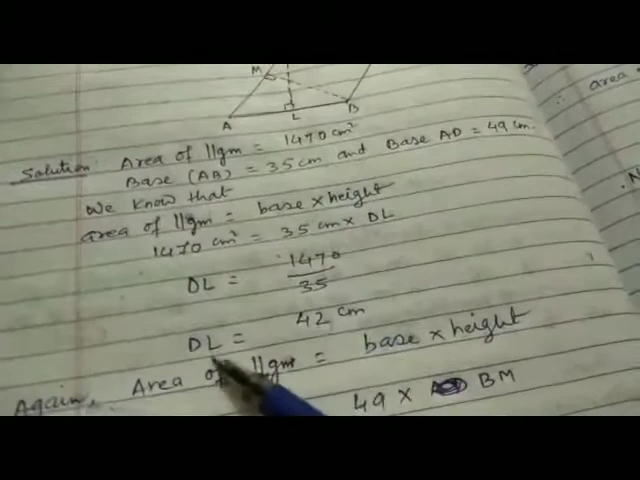 M
A
L
B
∴ area
Solution: Area of ||gm = 1470 cm²
Base (AB) = 35 cm and Base AD = 49 cm.
We know that
area of ||gm = base × height
1470 cm² = 35 cm × DL
DL = 1470
35
DL = 42 cm
Again, Area of ||gm = base × height
49 × BM